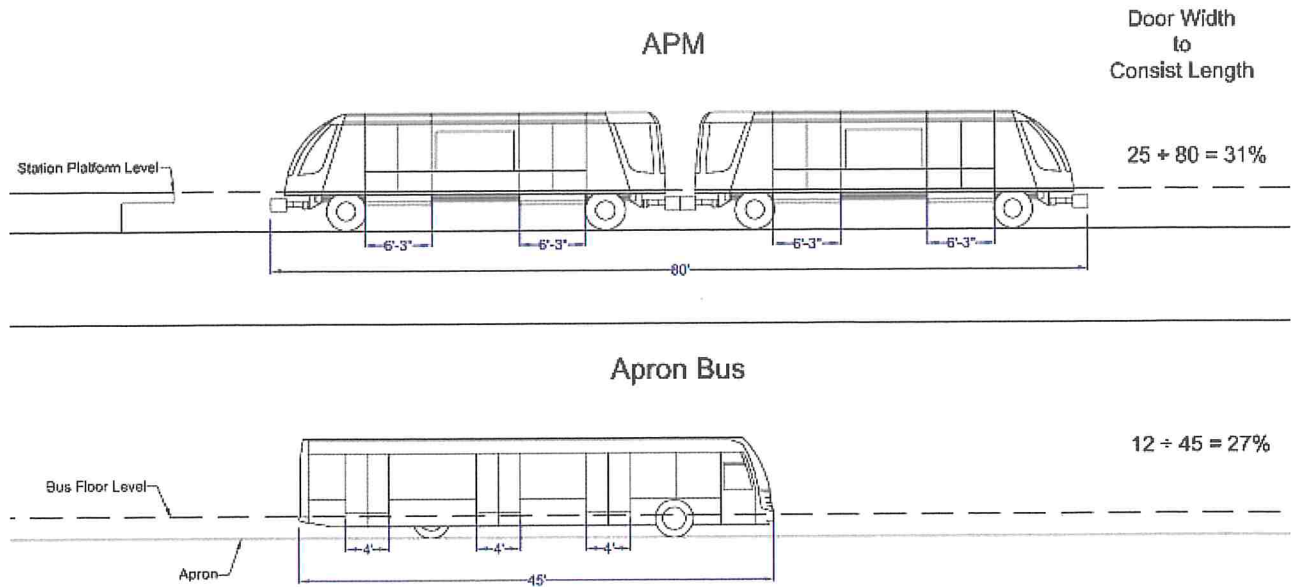 APM
Door Width
to
Consist Length
Station Platform Level
25 ÷ 80 = 31%
6'-3"
6'-3"
6'-3"
6'-3"
80'
Apron Bus
12 ÷ 45 = 27%
Bus Floor Level
4'
4'
4'
Apron
45'